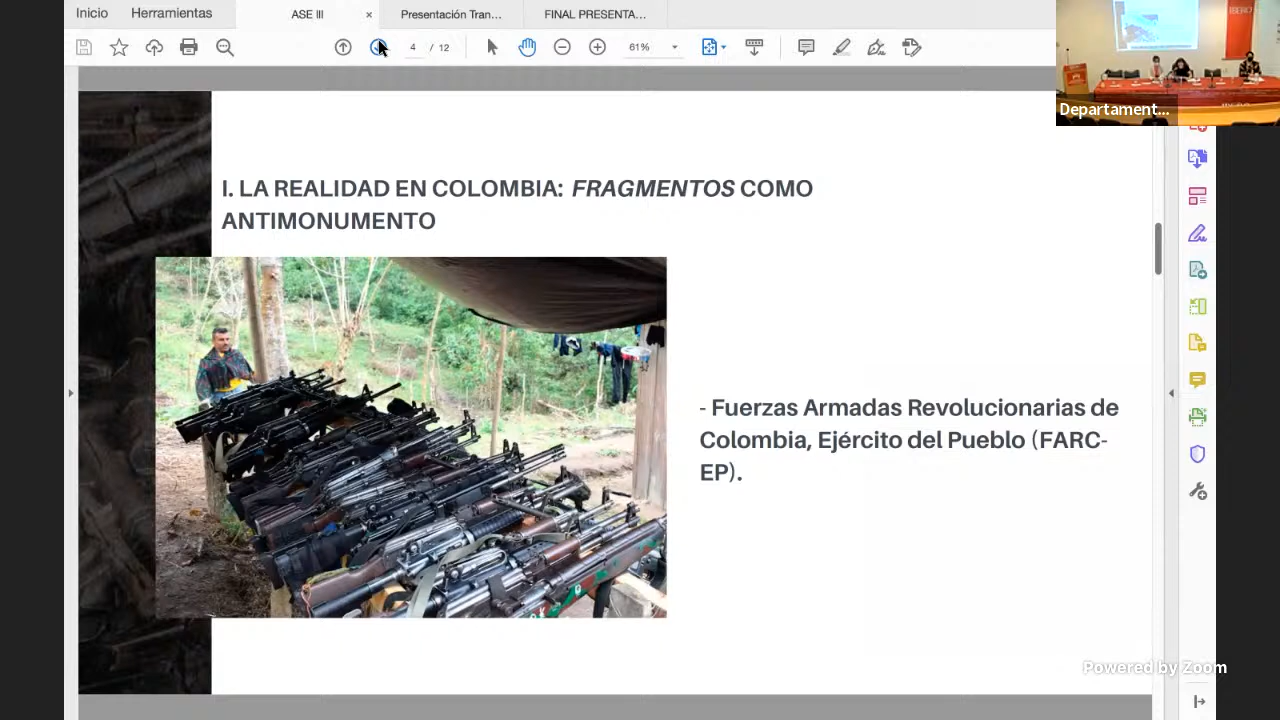 Inicio Herramientas ASE III × Presentación Tran... FINAL PRESENTA...
4 / 12 61%
Departament...
I. LA REALIDAD EN COLOMBIA: FRAGMENTOS COMO
ANTIMONUMENTO
- Fuerzas Armadas Revolucionarias de
Colombia, Ejército del Pueblo (FARC-
EP).
Powered by Zoom